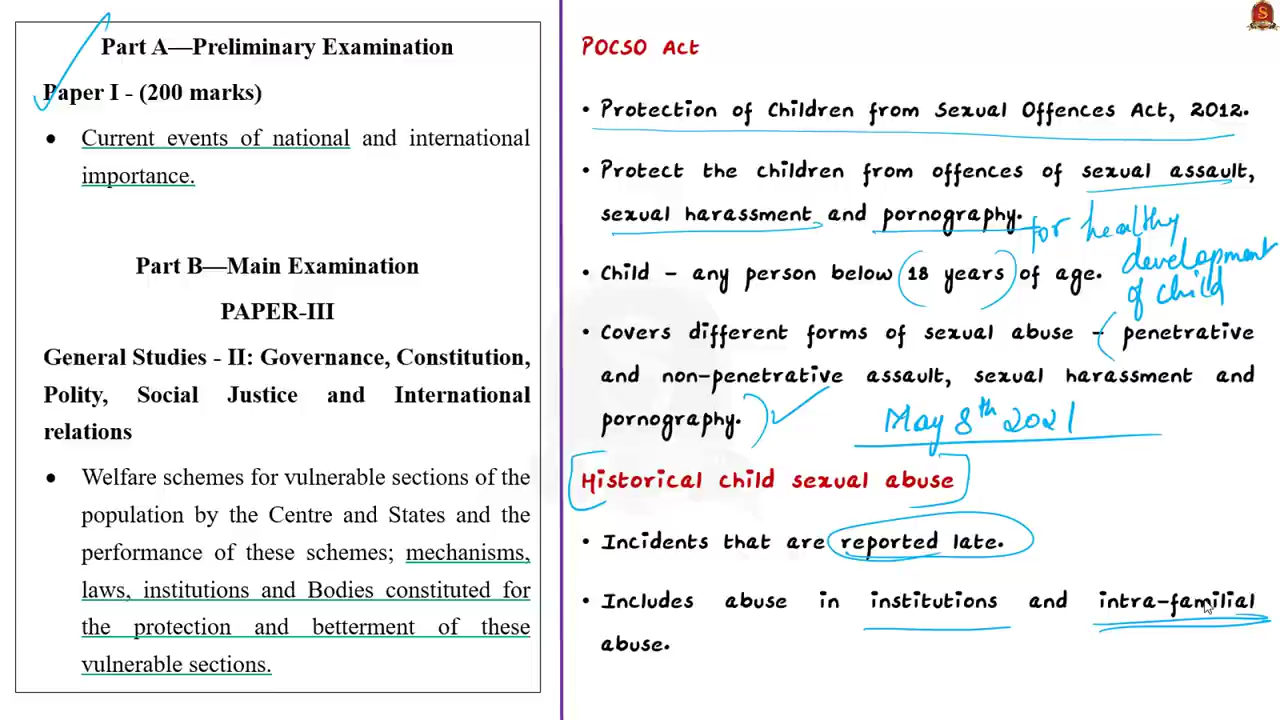 Part A—Preliminary Examination
Paper I - (200 marks)
• Current events of national and international
importance.
Part B—Main Examination
PAPER-III
General Studies - II: Governance, Constitution,
Polity, Social Justice and International
relations
• Welfare schemes for vulnerable sections of the
population by the Centre and States and the
performance of these schemes; mechanisms,
laws, institutions and Bodies constituted for
the protection and betterment of these
vulnerable sections.
POCSO Act
• Protection of Children from Sexual Offences Act, 2012.
• Protect the children from offences of sexual assault,
sexual harassment and pornography.
for healthy
development
of child
• Child - any person below 18 years of age.
• Covers different forms of sexual abuse - penetrative
and non-penetrative assault, sexual harassment and
pornography.
May 8th 2021
Historical child sexual abuse
• Incidents that are reported late.
• Includes abuse in institutions and intra-familial
abuse.